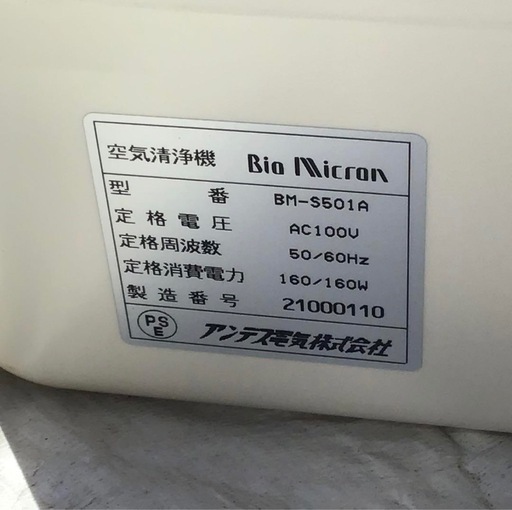 空気清浄機 Bio Micron
型番 BM-S501A
定格電圧 AC100V
定格周波数 50/60Hz
定格消費電力 160/160W
製造番号 21000110
PS
E アンデス電気株式会社